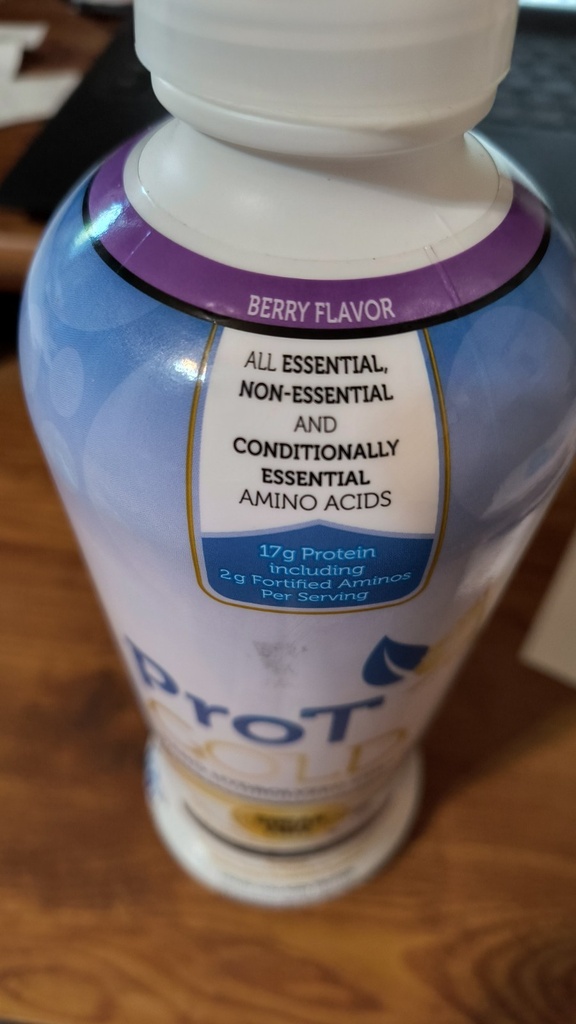 BERRY FLAVOR
ALL ESSENTIAL,
NON-ESSENTIAL
AND
CONDITIONALLY
ESSENTIAL
AMINO ACIDS
17g Protein
including
2g Fortified Aminos
Per Serving
ProT
GOLD